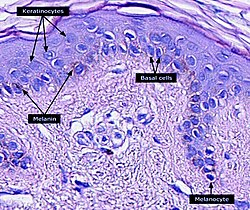 Keratinocytes
Basal cells
Melanin
Melanocyte